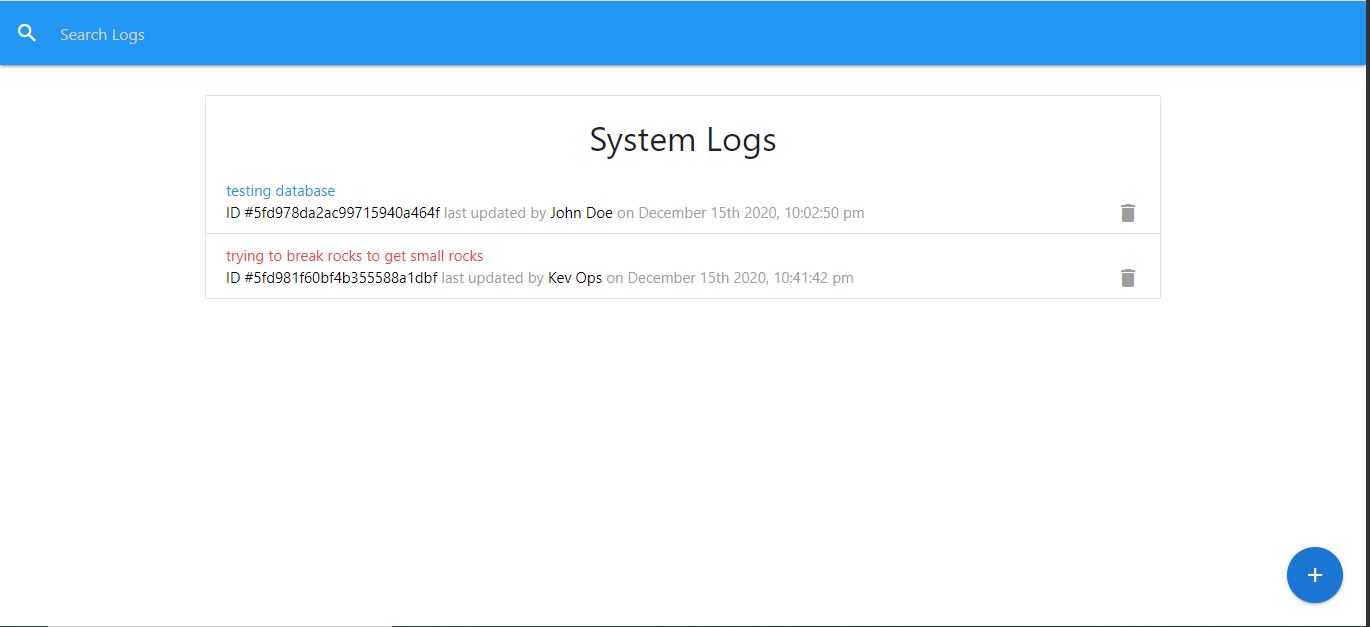 Search Logs
System Logs
testing database
ID #5fd978da2ac99715940a464f last updated by John Doe on December 15th 2020, 10:02:50 pm
trying to break rocks to get small rocks
ID #5fd981f60bf4b355588a1dbf last updated by Kev Ops on December 15th 2020, 10:41:42 pm